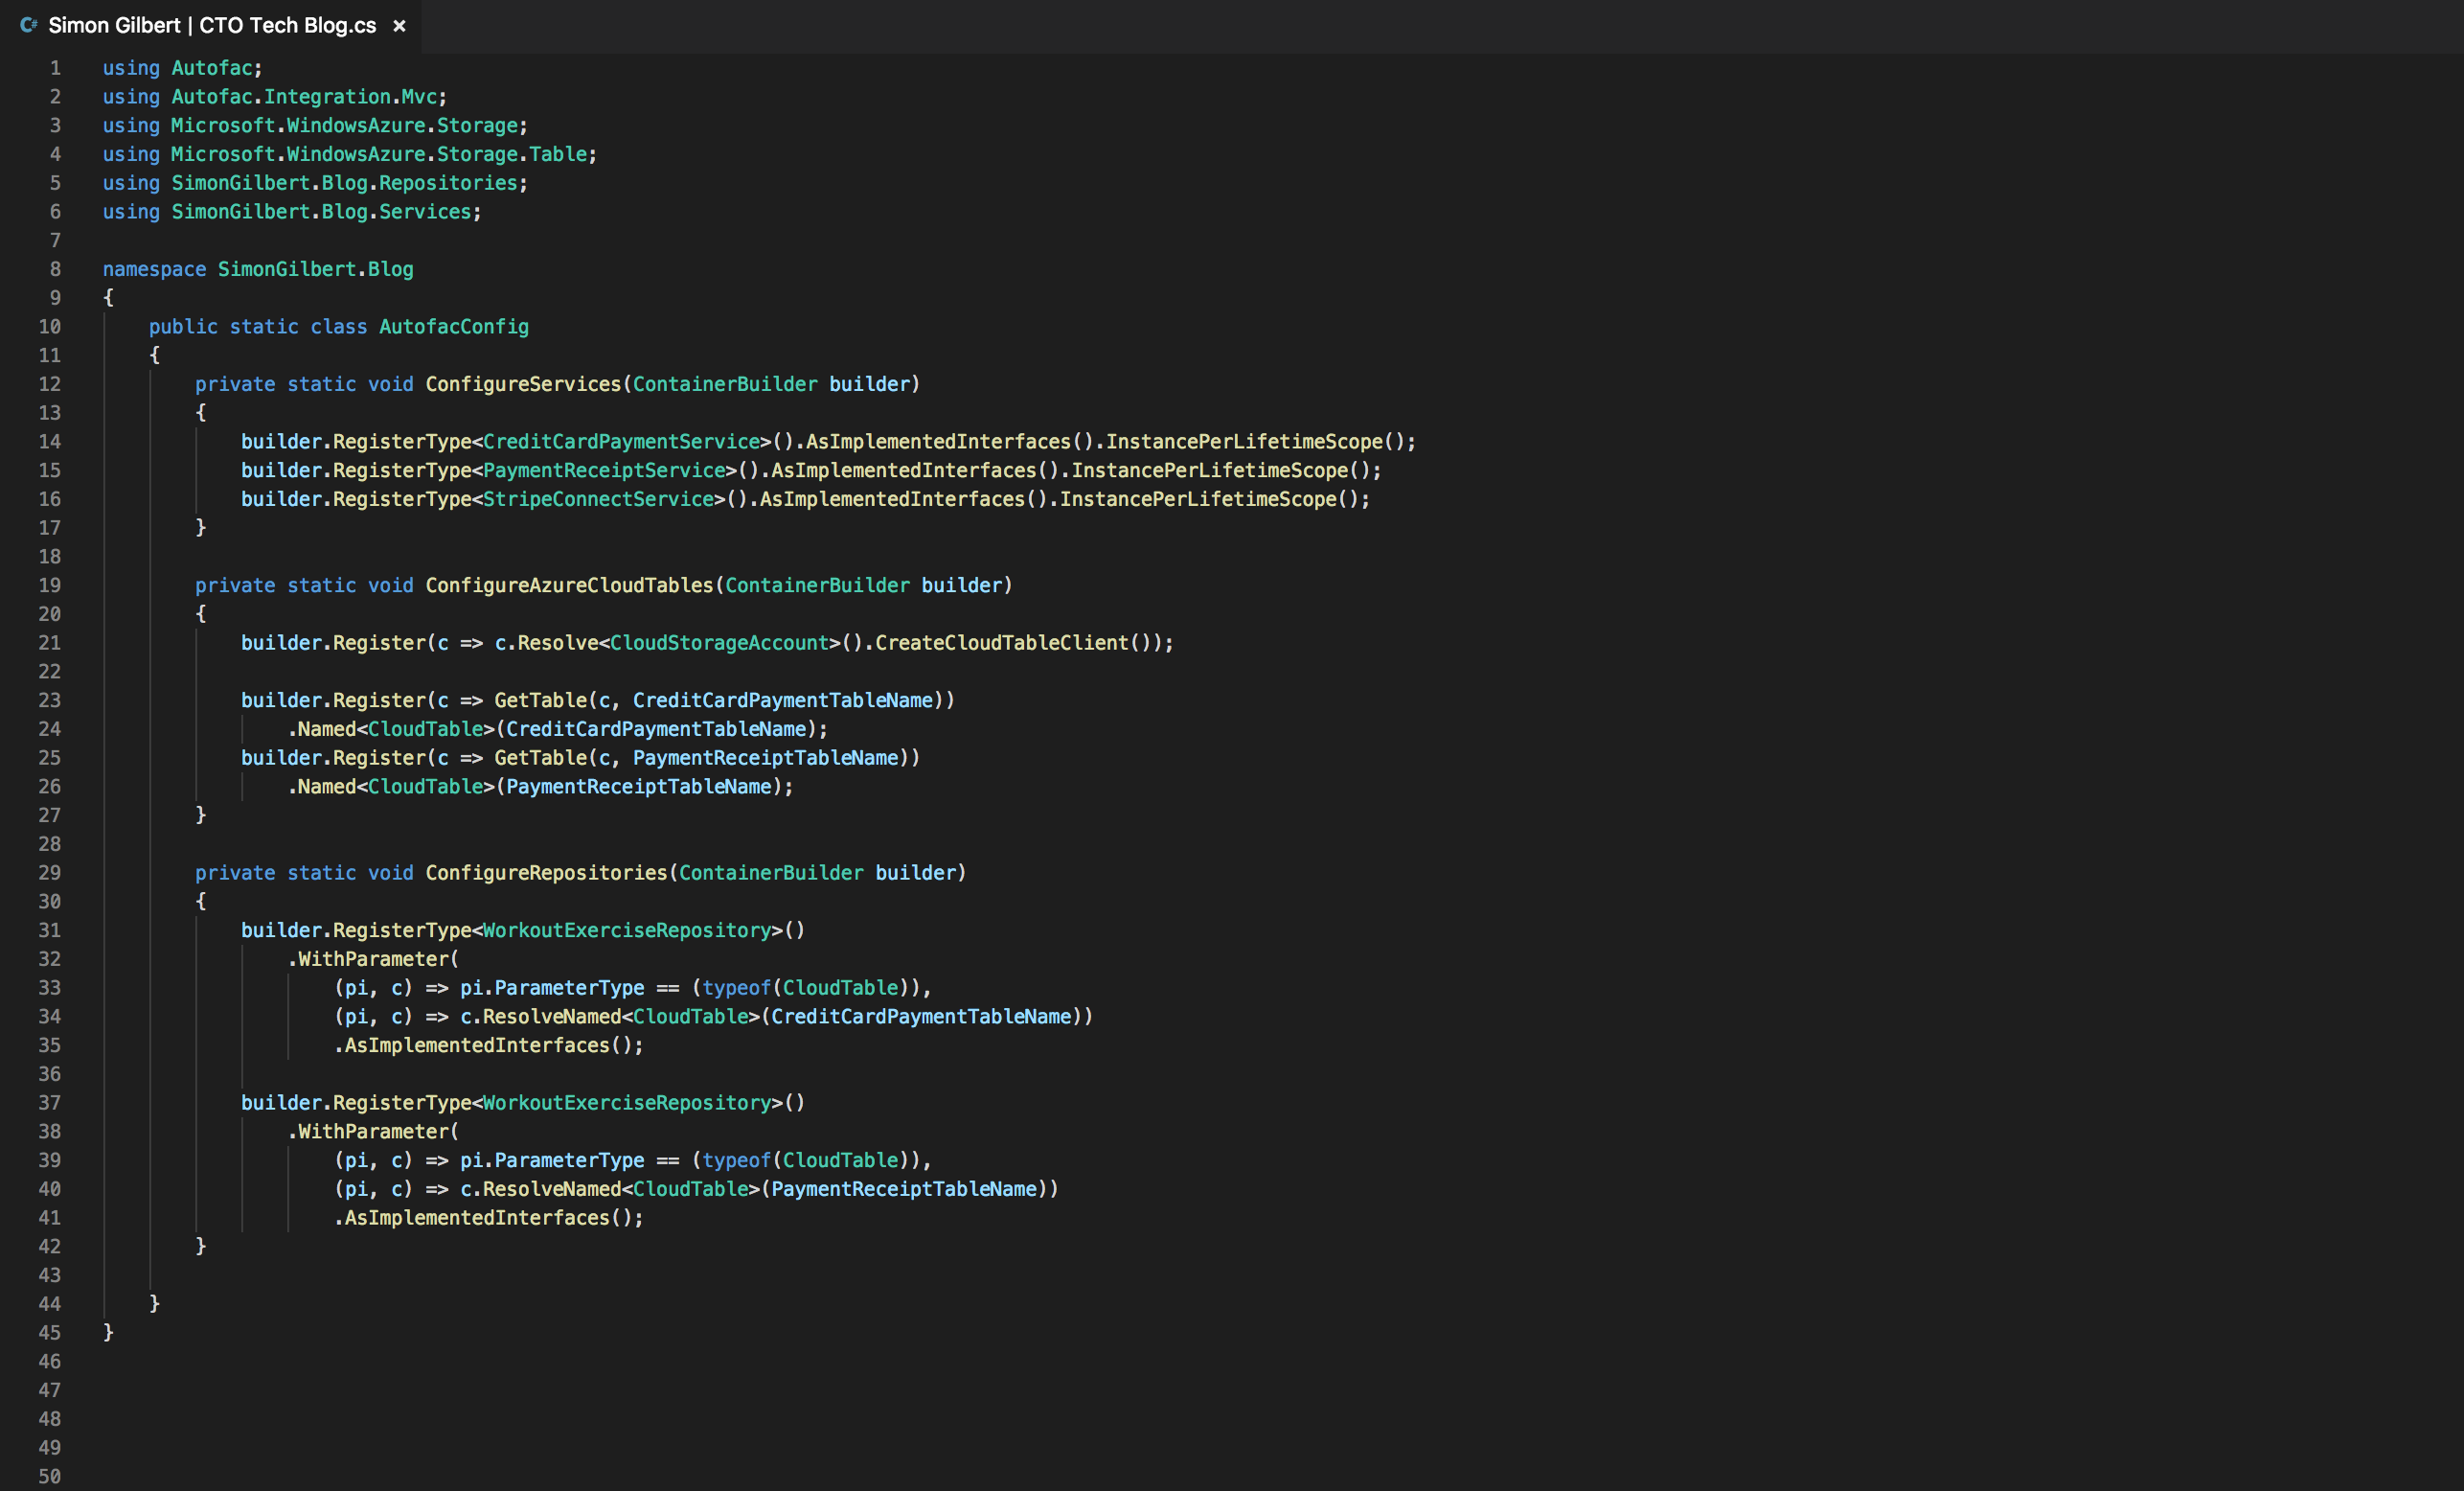 Simon Gilbert | CTO Tech Blog.cs ×
1 using Autofac;
2 using Autofac.Integration.Mvc;
3 using Microsoft.WindowsAzure.Storage;
4 using Microsoft.WindowsAzure.Storage.Table;
5 using SimonGilbert.Blog.Repositories;
6 using SimonGilbert.Blog.Services;
7
8 namespace SimonGilbert.Blog
9 {
10     public static class AutofacConfig
11     {
12         private static void ConfigureServices(ContainerBuilder builder)
13         {
14             builder.RegisterType<CreditCardPaymentService>().AsImplementedInterfaces().InstancePerLifetimeScope();
15             builder.RegisterType<PaymentReceiptService>().AsImplementedInterfaces().InstancePerLifetimeScope();
16             builder.RegisterType<StripeConnectService>().AsImplementedInterfaces().InstancePerLifetimeScope();
17         }
18
19         private static void ConfigureAzureCloudTables(ContainerBuilder builder)
20         {
21             builder.Register(c => c.Resolve<CloudStorageAccount>().CreateCloudTableClient());
22
23             builder.Register(c => GetTable(c, CreditCardPaymentTableName))
24                 .Named<CloudTable>(CreditCardPaymentTableName);
25             builder.Register(c => GetTable(c, PaymentReceiptTableName))
26                 .Named<CloudTable>(PaymentReceiptTableName);
27         }
28
29         private static void ConfigureRepositories(ContainerBuilder builder)
30         {
31             builder.RegisterType<WorkoutExerciseRepository>()
32                 .WithParameter(
33                     (pi, c) => pi.ParameterType == (typeof(CloudTable)),
34                     (pi, c) => c.ResolveNamed<CloudTable>(CreditCardPaymentTableName))
35                     .AsImplementedInterfaces();
36
37             builder.RegisterType<WorkoutExerciseRepository>()
38                 .WithParameter(
39                     (pi, c) => pi.ParameterType == (typeof(CloudTable)),
40                     (pi, c) => c.ResolveNamed<CloudTable>(PaymentReceiptTableName))
41                     .AsImplementedInterfaces();
42         }
43
44     }
45 }
46
47
48
49
50